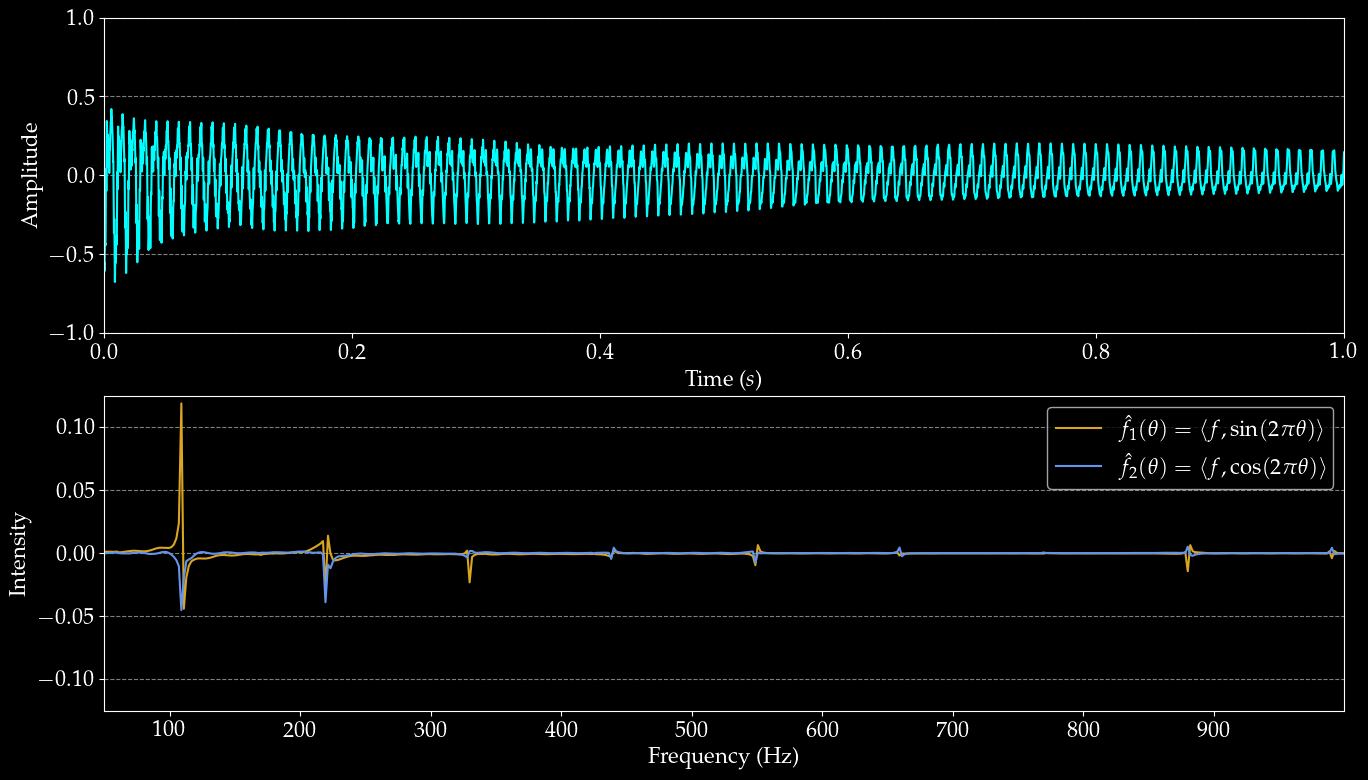 1.0
0.5
0.0
−0.5
−1.0
Amplitude
0.0 0.2 0.4 0.6 0.8 1.0
Time (s)
0.10
0.05
0.00
−0.05
−0.10
Intensity
f̂₁(θ) = ⟨f, sin(2πθ)⟩
f̂₂(θ) = ⟨f, cos(2πθ)⟩
100 200 300 400 500 600 700 800 900
Frequency (Hz)